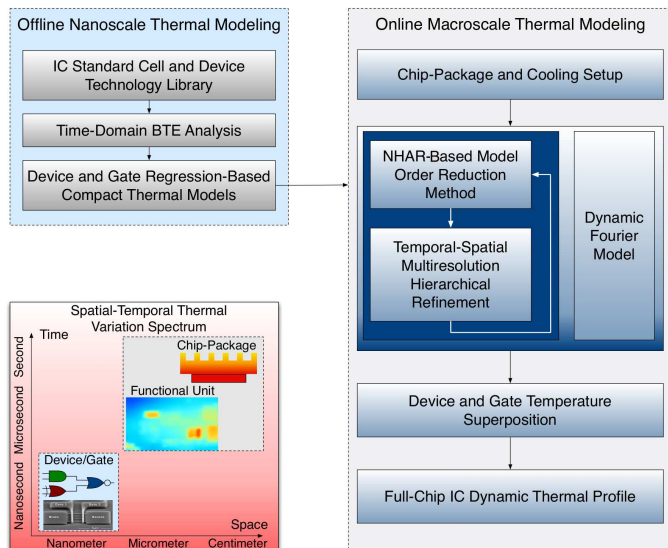 Offline Nanoscale Thermal Modeling
IC Standard Cell and Device
Technology Library
Time-Domain BTE Analysis
Device and Gate Regression-Based
Compact Thermal Models
Online Macroscale Thermal Modeling
Chip-Package and Cooling Setup
NHAR-Based Model
Order Reduction
Method
Temporal-Spatial
Multiresolution
Hierarchical
Refinement
Dynamic
Fourier
Model
Device and Gate Temperature
Superposition
Full-Chip IC Dynamic Thermal Profile
Spatial-Temporal Thermal
Variation Spectrum
Time
Second
Microsecond
Nanosecond
Chip-Package
Functional Unit
Device/Gate
Space
Nanometer
Micrometer
Centimeter